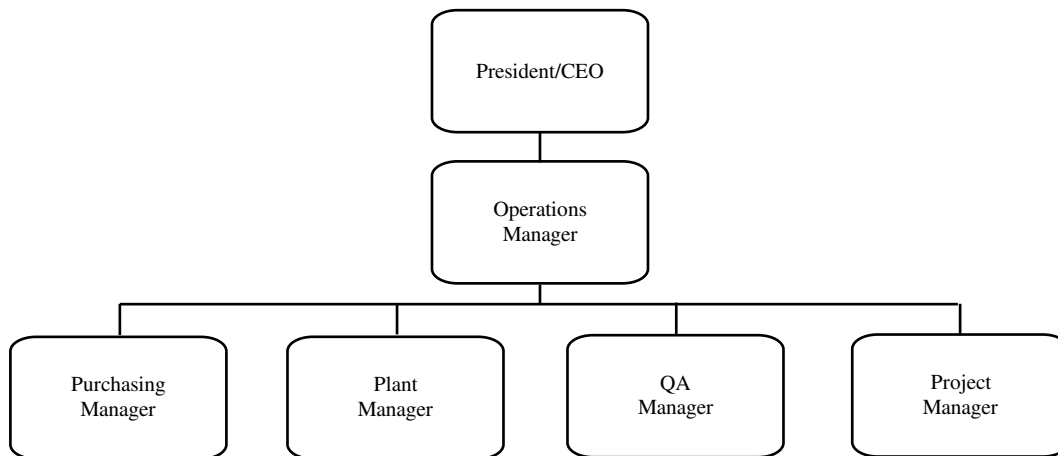 President/CEO
Operations
Manager
Purchasing
Manager
Plant
Manager
QA
Manager
Project
Manager